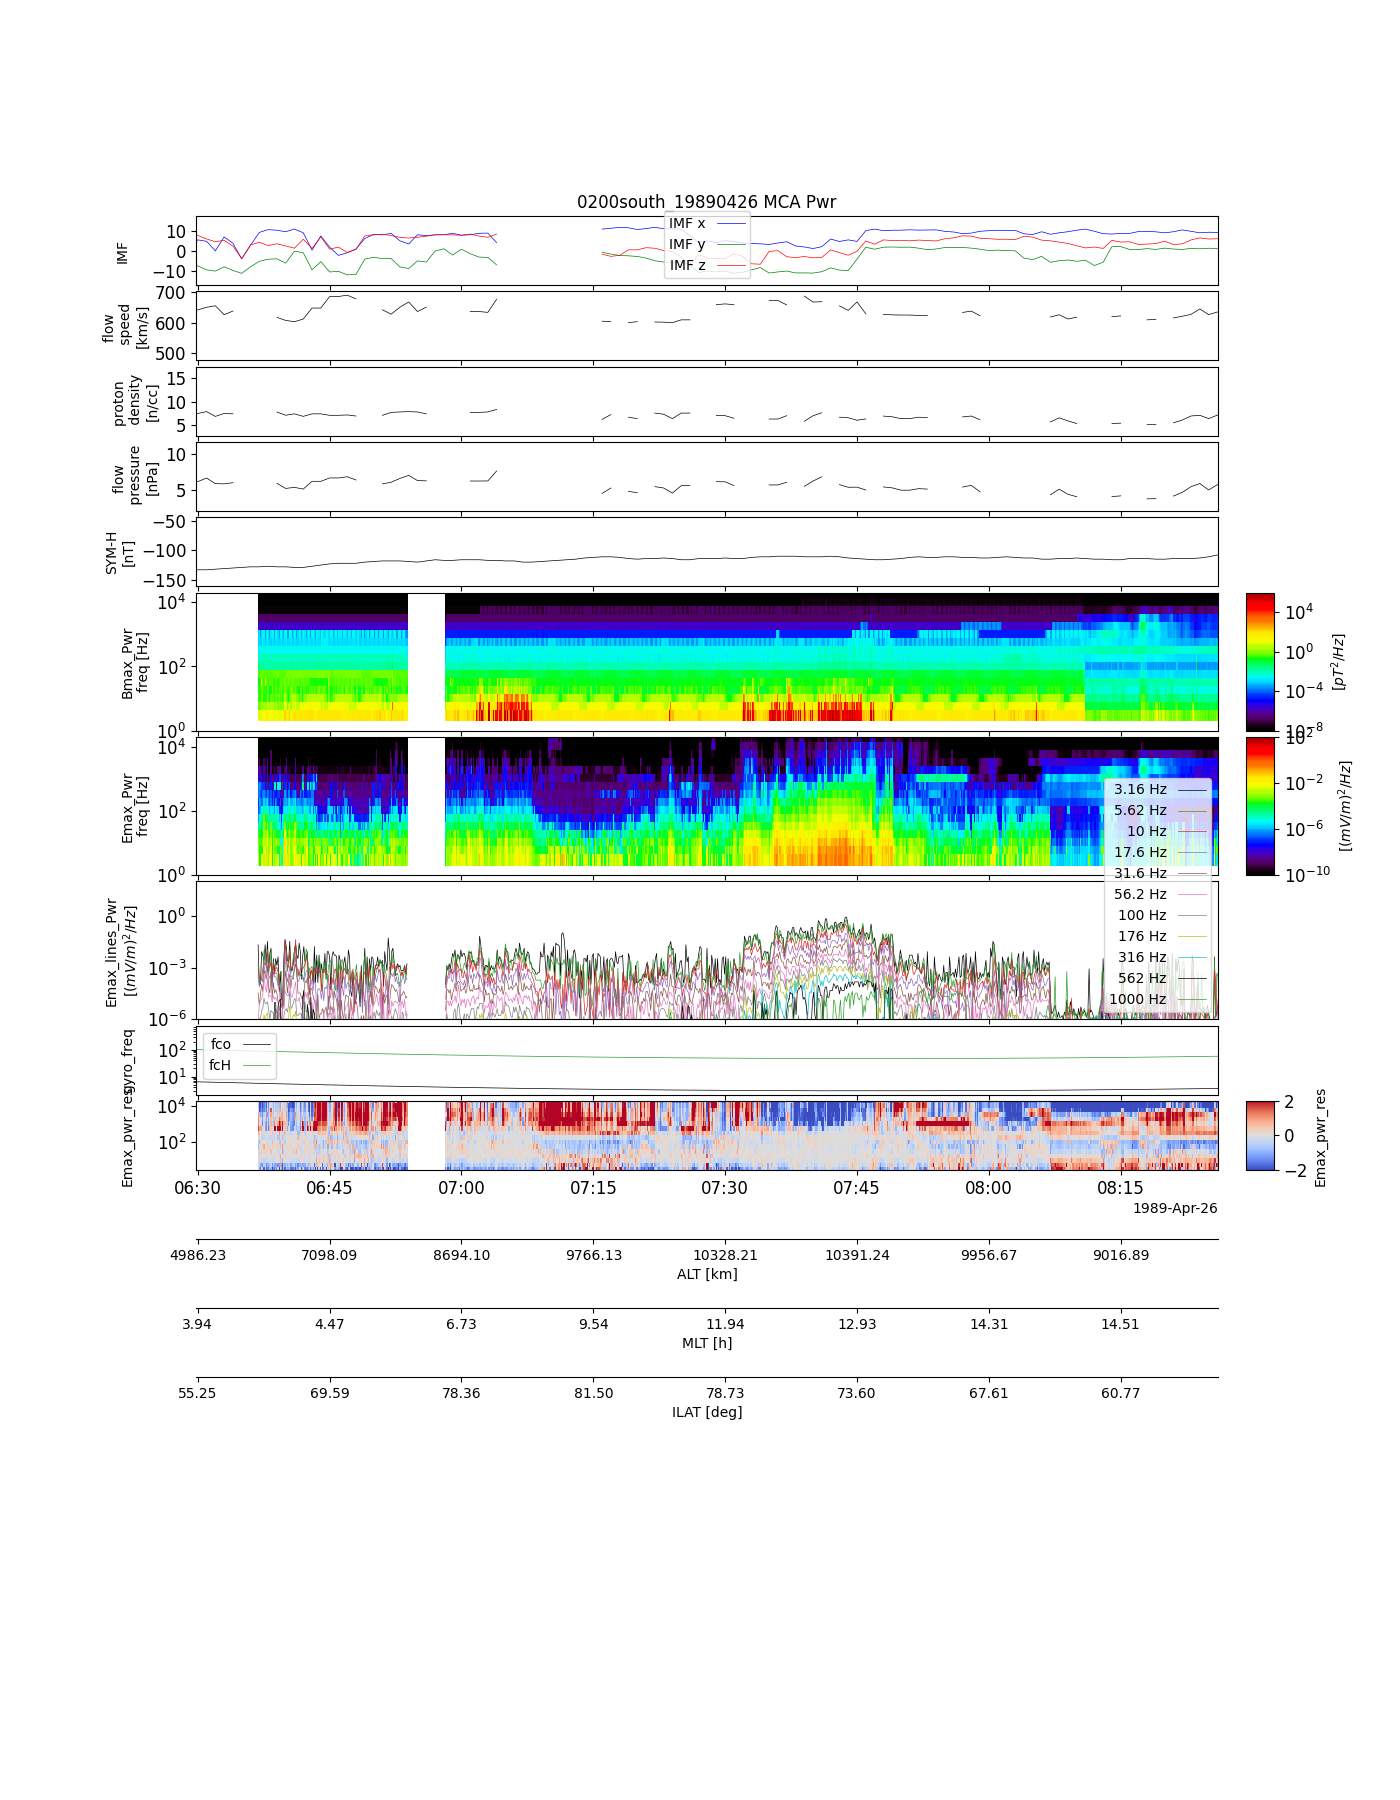 0200south_19890426 MCA Pwr
10
0
−10
IMF
IMF x
IMF y
IMF z
700
600
500
flow
speed
[km/s]
15
10
5
proton
density
[n/cc]
10
5
flow
pressure
[nPa]
−50
−100
−150
SYM-H
[nT]
10^4
10^2
10^0
Bmax_Pwr
freq [Hz]
10^4
10^0
10^−4
10^−8
[pT^2/Hz]
10^4
10^2
10^0
Emax_Pwr
freq [Hz]
10^2
10^−2
10^−6
10^−10
[(mV/m)^2/Hz]
3.16 Hz
5.62 Hz
10 Hz
17.6 Hz
31.6 Hz
56.2 Hz
100 Hz
176 Hz
316 Hz
562 Hz
1000 Hz
10^0
10^−3
10^−6
Emax_lines_Pwr
[(mV/m)^2/Hz]
10^2
10^1
gyro_freq
fco
fcH
10^4
10^2
Emax_pwr_res
2
0
−2
Emax_pwr_res
06:30 06:45 07:00 07:15 07:30 07:45 08:00 08:15
1989-Apr-26
4986.23 7098.09 8694.10 9766.13 10328.21 10391.24 9956.67 9016.89
ALT [km]
3.94 4.47 6.73 9.54 11.94 12.93 14.31 14.51
MLT [h]
55.25 69.59 78.36 81.50 78.73 73.60 67.61 60.77
ILAT [deg]